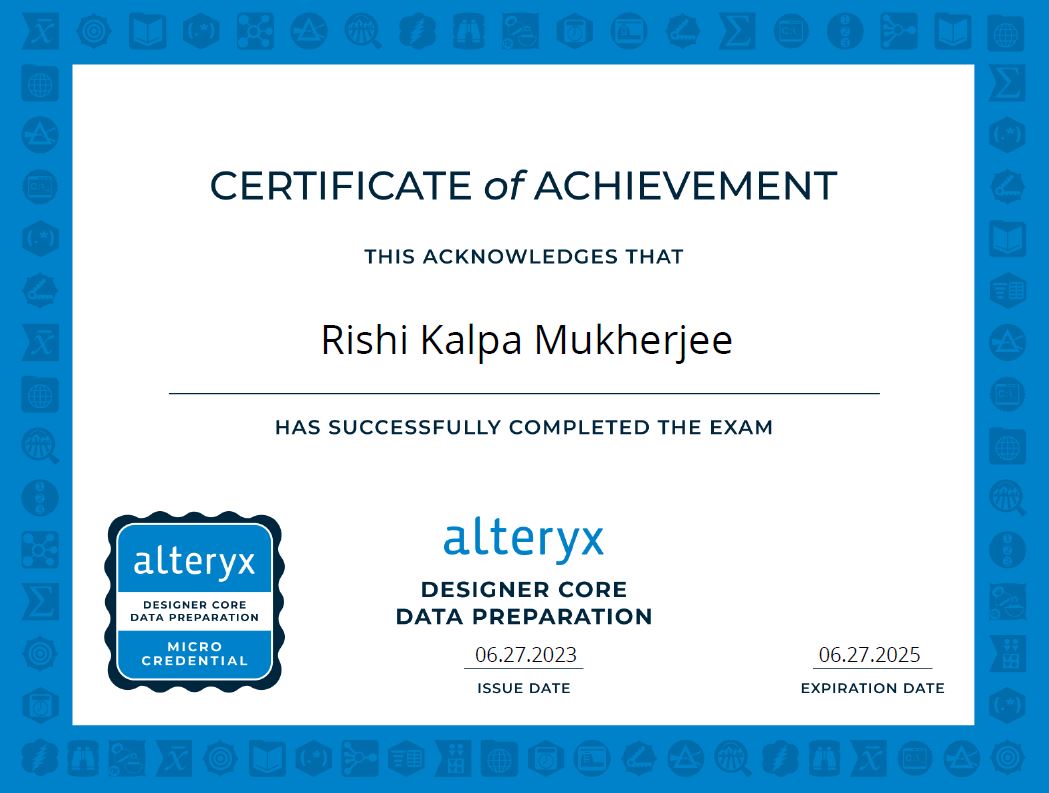 CERTIFICATE of ACHIEVEMENT
THIS ACKNOWLEDGES THAT
Rishi Kalpa Mukherjee
HAS SUCCESSFULLY COMPLETED THE EXAM
alteryx
DESIGNER CORE
DATA PREPARATION
MICRO
CREDENTIAL
alteryx
DESIGNER CORE
DATA PREPARATION
06.27.2023
ISSUE DATE
06.27.2025
EXPIRATION DATE